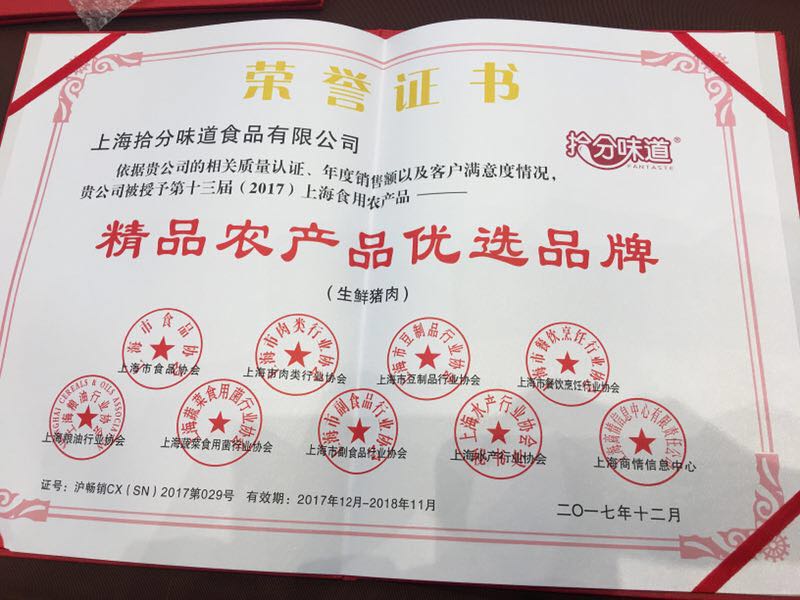 荣誉证书
上海拾分味道食品有限公司
拾分味道®
FANTASTE
依据贵公司的相关质量认证、年度销售额以及客户满意度情况，
贵公司被授予第十三届（2017）上海食用农产品——
精品农产品优选品牌
（生鲜猪肉）
上海市食品协会
上海市肉类行业协会
上海市豆制品行业协会
上海市餐饮烹饪行业协会
上海粮油行业协会
上海蔬菜食用菌行业协会
上海市副食品行业协会
上海水产行业协会
上海商情信息中心
证号：沪畅销CX（SN）2017第029号 有效期：2017年12月-2018年11月
二〇一七年十二月